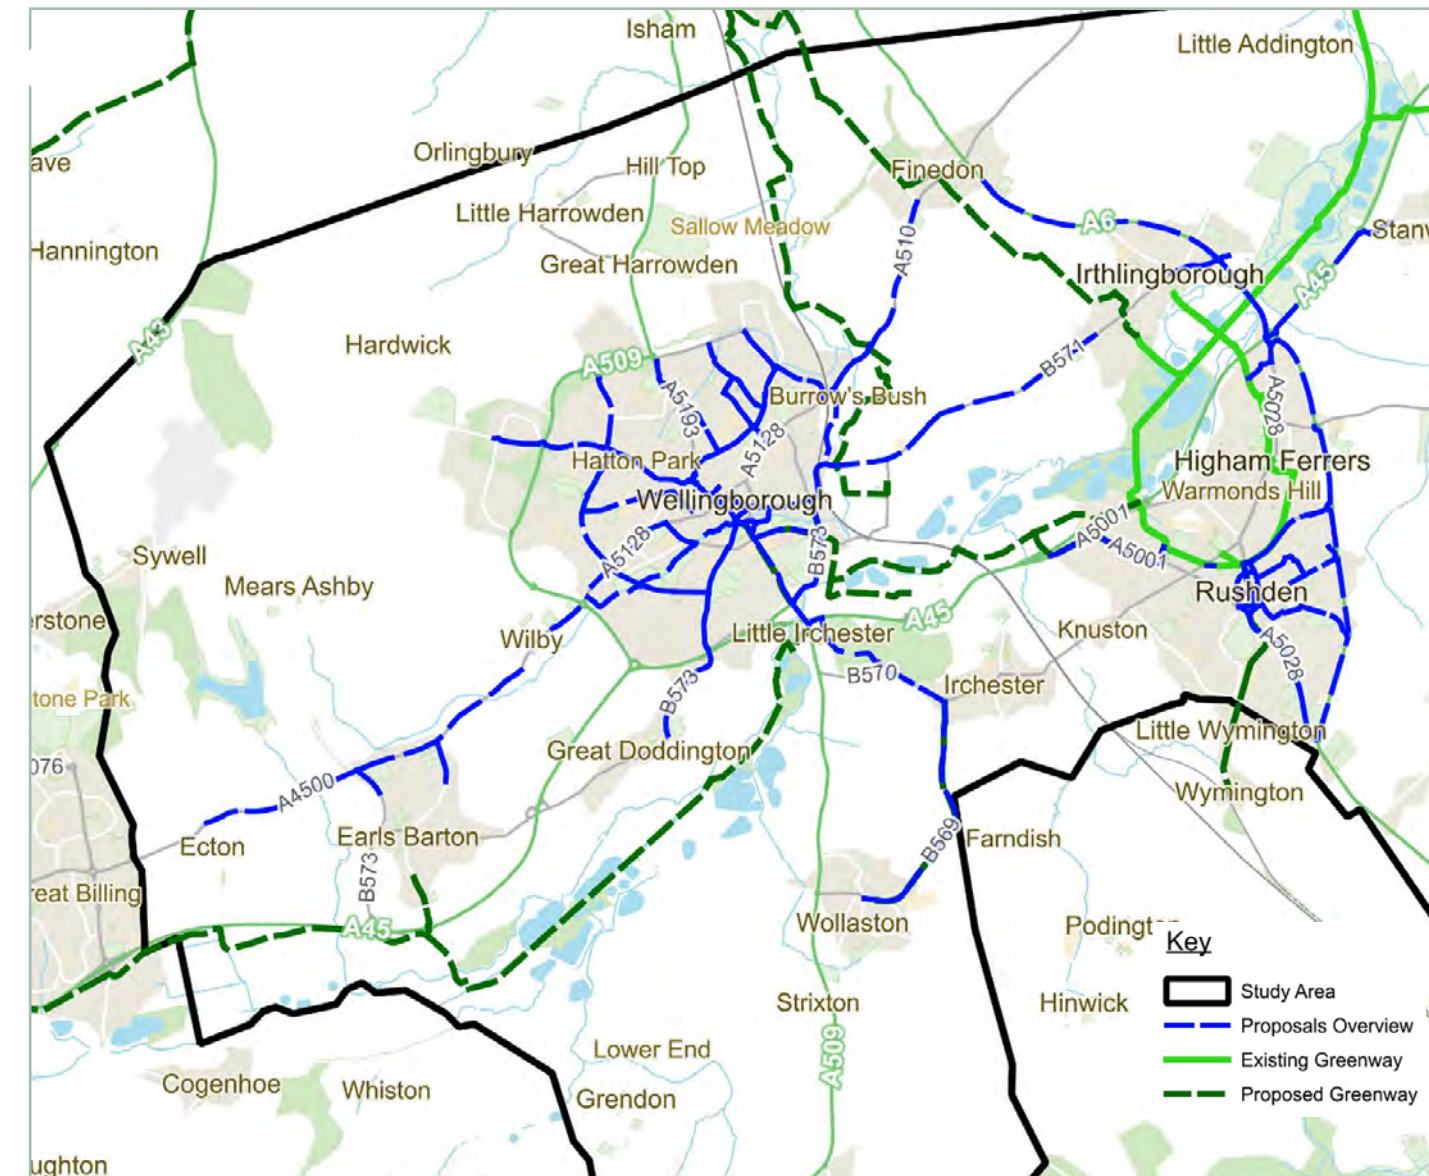 Isham
Little Addington
ave
Orlingbury
Hill Top
Finedon
Little Harrowden
Sallow Meadow
A6
Stanw
Hannington
A510
Great Harrowden
Irthlingborough
A45
A43
Hardwick
A509
B571
A5193
Burrow's Bush
A5028
A5128
Hatton Park
Higham Ferrers
Warmonds Hill
Wellingborough
A5001
A5128
B573
A5001
Sywell
Mears Ashby
Rushden
erstone
A45
Wilby
Little Irchester
Knuston
A5028
B570
Irchester
tone Park
B573
Great Doddington
Little Wymington
076
A4500
Wymington
Earls Barton
Ecton
B569
Farndish
B573
reat Billing
A45
Wollaston
Podingt
Strixton
Hinwick
A509
Lower End
Cogenhoe
Whiston
Grendon
ughton
Key
Study Area
Proposals Overview
Existing Greenway
Proposed Greenway